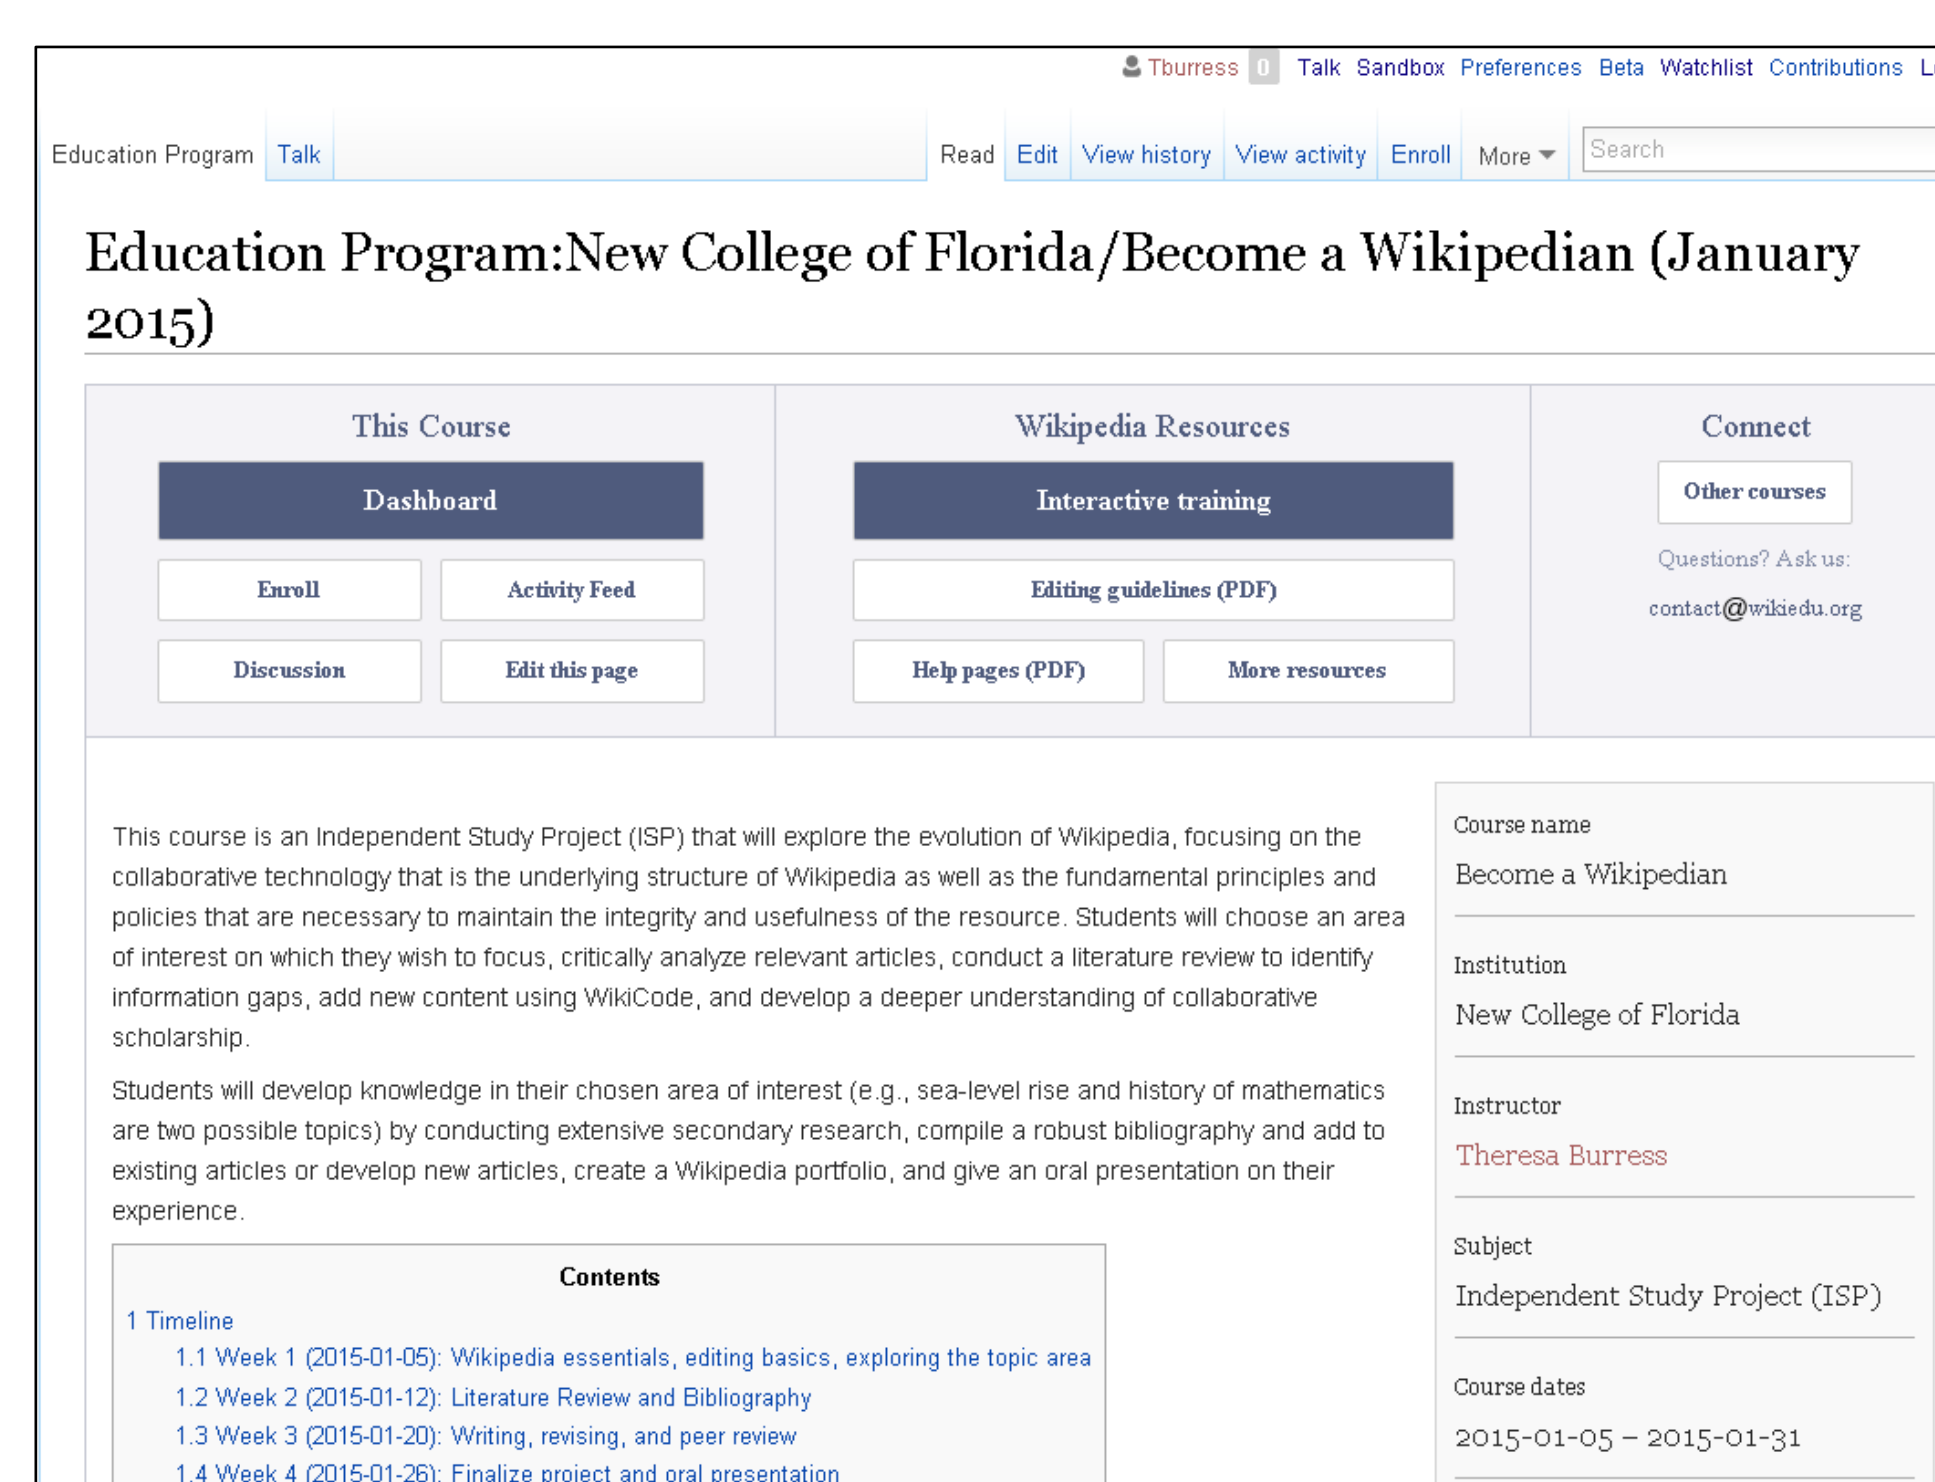 Tburress 0 Talk Sandbox Preferences Beta Watchlist Contributions
Education Program Talk Read Edit View history View activity Enroll More Search
Education Program:New College of Florida/Become a Wikipedian (January
2015)
This Course
Dashboard
Enroll Activity Feed
Discussion Edit this page
Wikipedia Resources
Interactive training
Editing guidelines (PDF)
Help pages (PDF) More resources
Connect
Other courses
Questions? Ask us:
contact@wikiedu.org
This course is an Independent Study Project (ISP) that will explore the evolution of Wikipedia, focusing on the
collaborative technology that is the underlying structure of Wikipedia as well as the fundamental principles and
policies that are necessary to maintain the integrity and usefulness of the resource. Students will choose an area
of interest on which they wish to focus, critically analyze relevant articles, conduct a literature review to identify
information gaps, add new content using WikiCode, and develop a deeper understanding of collaborative
scholarship.
Students will develop knowledge in their chosen area of interest (e.g., sea-level rise and history of mathematics
are two possible topics) by conducting extensive secondary research, compile a robust bibliography and add to
existing articles or develop new articles, create a Wikipedia portfolio, and give an oral presentation on their
experience.
Contents
1 Timeline
1.1 Week 1 (2015-01-05): Wikipedia essentials, editing basics, exploring the topic area
1.2 Week 2 (2015-01-12): Literature Review and Bibliography
1.3 Week 3 (2015-01-20): Writing, revising, and peer review
1.4 Week 4 (2015-01-26): Finalize project and oral presentation
Course name
Become a Wikipedian
Institution
New College of Florida
Instructor
Theresa Burress
Subject
Independent Study Project (ISP)
Course dates
2015-01-05 – 2015-01-31